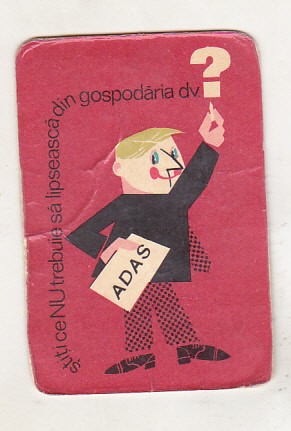 știți ce NU trebuie să lipsească din gospodăria dv.
?
ADAS